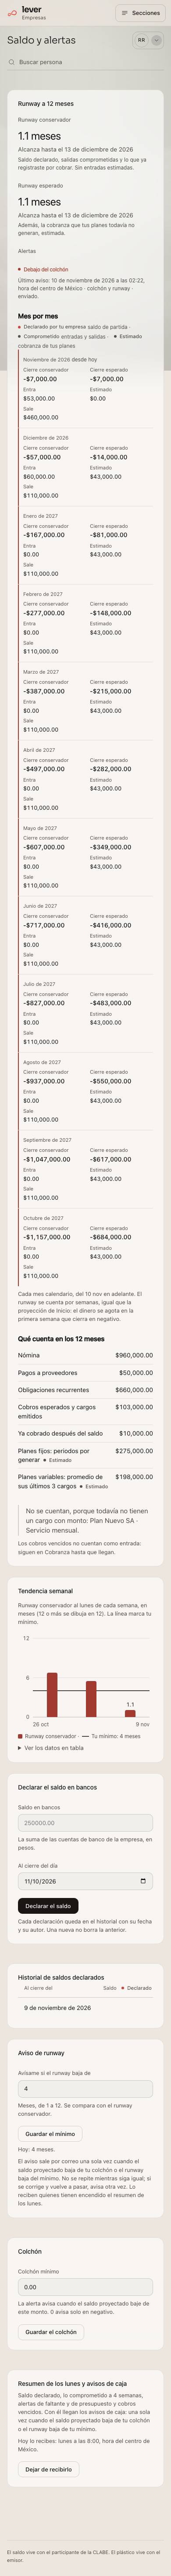 lever
Empresas
Secciones
Saldo y alertas
RR
Buscar persona
Runway a 12 meses
Runway conservador
1.1 meses
Alcanza hasta el 13 de diciembre de 2026
Saldo declarado, salidas comprometidas y lo que ya
registraste por cobrar. Sin entradas estimadas.
Runway esperado
1.1 meses
Alcanza hasta el 13 de diciembre de 2026
Además, la cobranza que tus planes todavía no
generan, estimada.
Alertas
Debajo del colchón
Último aviso: 10 de noviembre de 2026 a las 02:22,
hora del centro de México · colchón y runway ·
enviado.
Mes por mes
Declarado por tu empresa saldo de partida ·
Comprometido entradas y salidas · Estimado
cobranza de tus planes
Noviembre de 2026 desde hoy
Cierre conservador Cierre esperado
-$7,000.00 -$7,000.00
Entra Estimado
$53,000.00 $0.00
Sale
$460,000.00
Diciembre de 2026
Cierre conservador Cierre esperado
-$57,000.00 -$14,000.00
Entra Estimado
$60,000.00 $43,000.00
Sale
$110,000.00
Enero de 2027
Cierre conservador Cierre esperado
-$167,000.00 -$81,000.00
Entra Estimado
$0.00 $43,000.00
Sale
$110,000.00
Febrero de 2027
Cierre conservador Cierre esperado
-$277,000.00 -$148,000.00
Entra Estimado
$0.00 $43,000.00
Sale
$110,000.00
Marzo de 2027
Cierre conservador Cierre esperado
-$387,000.00 -$215,000.00
Entra Estimado
$0.00 $43,000.00
Sale
$110,000.00
Abril de 2027
Cierre conservador Cierre esperado
-$497,000.00 -$282,000.00
Entra Estimado
$0.00 $43,000.00
Sale
$110,000.00
Mayo de 2027
Cierre conservador Cierre esperado
-$607,000.00 -$349,000.00
Entra Estimado
$0.00 $43,000.00
Sale
$110,000.00
Junio de 2027
Cierre conservador Cierre esperado
-$717,000.00 -$416,000.00
Entra Estimado
$0.00 $43,000.00
Sale
$110,000.00
Julio de 2027
Cierre conservador Cierre esperado
-$827,000.00 -$483,000.00
Entra Estimado
$0.00 $43,000.00
Sale
$110,000.00
Agosto de 2027
Cierre conservador Cierre esperado
-$937,000.00 -$550,000.00
Entra Estimado
$0.00 $43,000.00
Sale
$110,000.00
Septiembre de 2027
Cierre conservador Cierre esperado
-$1,047,000.00 -$617,000.00
Entra Estimado
$0.00 $43,000.00
Sale
$110,000.00
Octubre de 2027
Cierre conservador Cierre esperado
-$1,157,000.00 -$684,000.00
Entra Estimado
$0.00 $43,000.00
Sale
$110,000.00
Cada mes calendario, del 10 nov en adelante. El
runway se cuenta por semanas, igual que la
proyección de Inicio: el dinero se agota en la
primera semana que cierra en negativo.
Qué cuenta en los 12 meses
Nómina $960,000.00
Pagos a proveedores $50,000.00
Obligaciones recurrentes $660,000.00
Cobros esperados y cargos $103,000.00
emitidos
Ya cobrado después del saldo $10,000.00
Planes fijos: periodos por $275,000.00
generar Estimado
Planes variables: promedio de $198,000.00
sus últimos 3 cargos Estimado
No se cuentan, porque todavía no tienen
un cargo con monto: Plan Nuevo SA ·
Servicio mensual.
Los cobros vencidos no cuentan como entrada:
siguen en Cobranza hasta que llegan.
Tendencia semanal
Runway conservador al lunes de cada semana, en
meses (12 o más se dibuja en 12). La línea marca tu
mínimo.
12
6
1.1
0
26 oct 9 nov
Runway conservador · Tu mínimo: 4 meses
Ver los datos en tabla
Declarar el saldo en bancos
Saldo en bancos
250000.00
La suma de las cuentas de banco de la empresa, en
pesos.
Al cierre del día
11/10/2026
Declarar el saldo
Cada declaración queda en el historial con su fecha
y su autor. Una nueva no borra la anterior.
Historial de saldos declarados
Al cierre del Saldo Declarado
9 de noviembre de 2026
Aviso de runway
Avísame si el runway baja de
4
Meses, de 1 a 12. Se compara con el runway
conservador.
Guardar el mínimo
Hoy: 4 meses.
El aviso sale por correo una sola vez cuando el
saldo proyectado baja de tu colchón o el runway
baja del mínimo. No se repite mientras siga igual; si
se corrige y vuelve a pasar, avisa otra vez. Lo
reciben quienes tienen encendido el resumen de
los lunes.
Colchón
Colchón mínimo
0.00
La alerta avisa cuando el saldo proyectado baje de
este monto. 0 avisa solo en negativo.
Guardar el colchón
Resumen de los lunes y avisos de caja
Saldo declarado, lo comprometido a 4 semanas,
alertas de faltante y de presupuesto y cobros
vencidos. Con él llegan los avisos de caja: una sola
vez cuando el saldo proyectado baja de tu colchón
o el runway baja de tu mínimo.
Hoy lo recibes: lunes a las 8:00, hora del centro de
México.
Dejar de recibirlo
El saldo vive con el participante de la CLABE. El plástico vive con el
emisor.